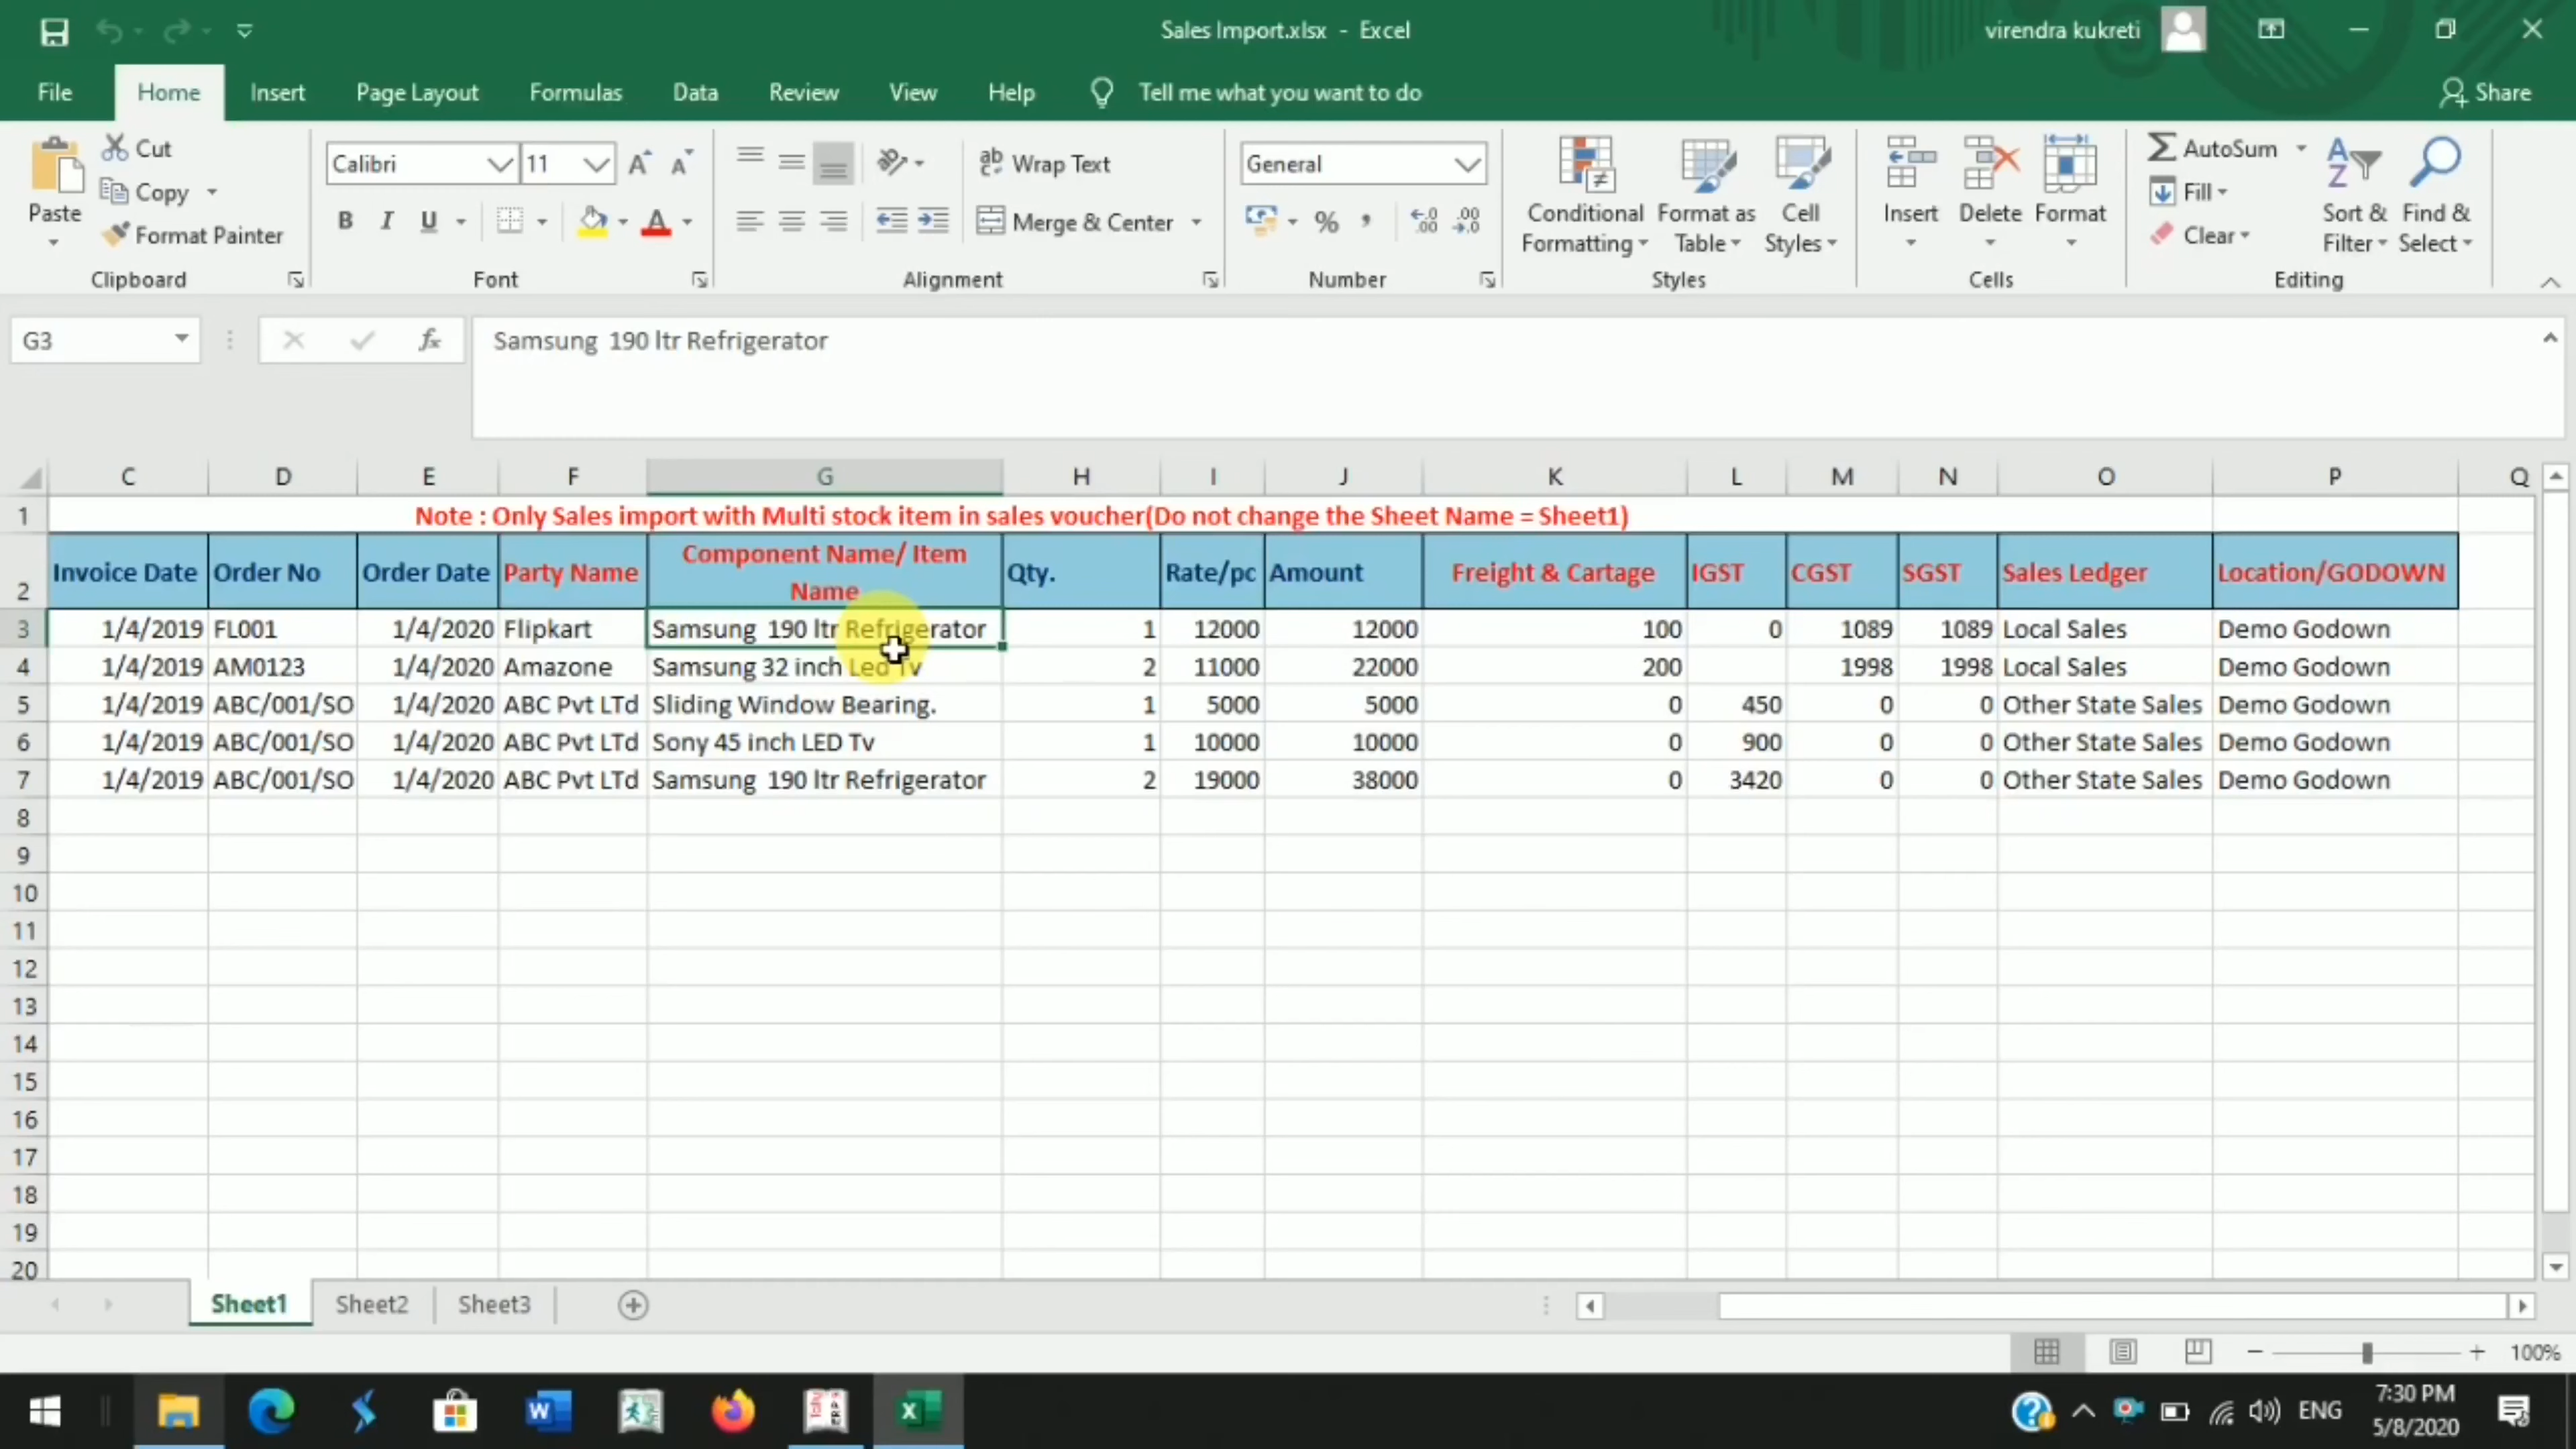 Sales Import.xlsx - Excel
virendra kukreti
File Home Insert Page Layout Formulas Data Review View Help Tell me what you want to do Share
Paste
Cut
Copy
Format Painter
Clipboard
Calibri 11
B I U
Font
Wrap Text
Merge & Center
Alignment
General
% ,
Number
Conditional Formatting
Format as Table
Cell Styles
Styles
Insert Delete Format
Cells
AutoSum
Fill
Clear
Sort & Filter
Find & Select
Editing
G3 fx Samsung 190 ltr Refrigerator
C D E F G H I J K L M N O P Q
1 Note : Only Sales import with Multi stock item in sales voucher(Do not change the Sheet Name = Sheet1)
2 Invoice Date Order No Order Date Party Name Component Name/ Item Name Qty. Rate/pc Amount Freight & Cartage IGST CGST SGST Sales Ledger Location/GODOWN
3 1/4/2019 FL001 1/4/2020 Flipkart Samsung 190 ltr Refrigerator 1 12000 12000 100 0 1089 1089 Local Sales Demo Godown
4 1/4/2019 AM0123 1/4/2020 Amazone Samsung 32 inch Led Tv 2 11000 22000 200 1998 1998 Local Sales Demo Godown
5 1/4/2019 ABC/001/SO 1/4/2020 ABC Pvt LTd Sliding Window Bearing. 1 5000 5000 0 450 0 0 Other State Sales Demo Godown
6 1/4/2019 ABC/001/SO 1/4/2020 ABC Pvt LTd Sony 45 inch LED Tv 1 10000 10000 0 900 0 0 Other State Sales Demo Godown
7 1/4/2019 ABC/001/SO 1/4/2020 ABC Pvt LTd Samsung 190 ltr Refrigerator 2 19000 38000 0 3420 0 0 Other State Sales Demo Godown
8
9
10
11
12
13
14
15
16
17
18
19
20
Sheet1 Sheet2 Sheet3
100%
ENG
7:30 PM
5/8/2020